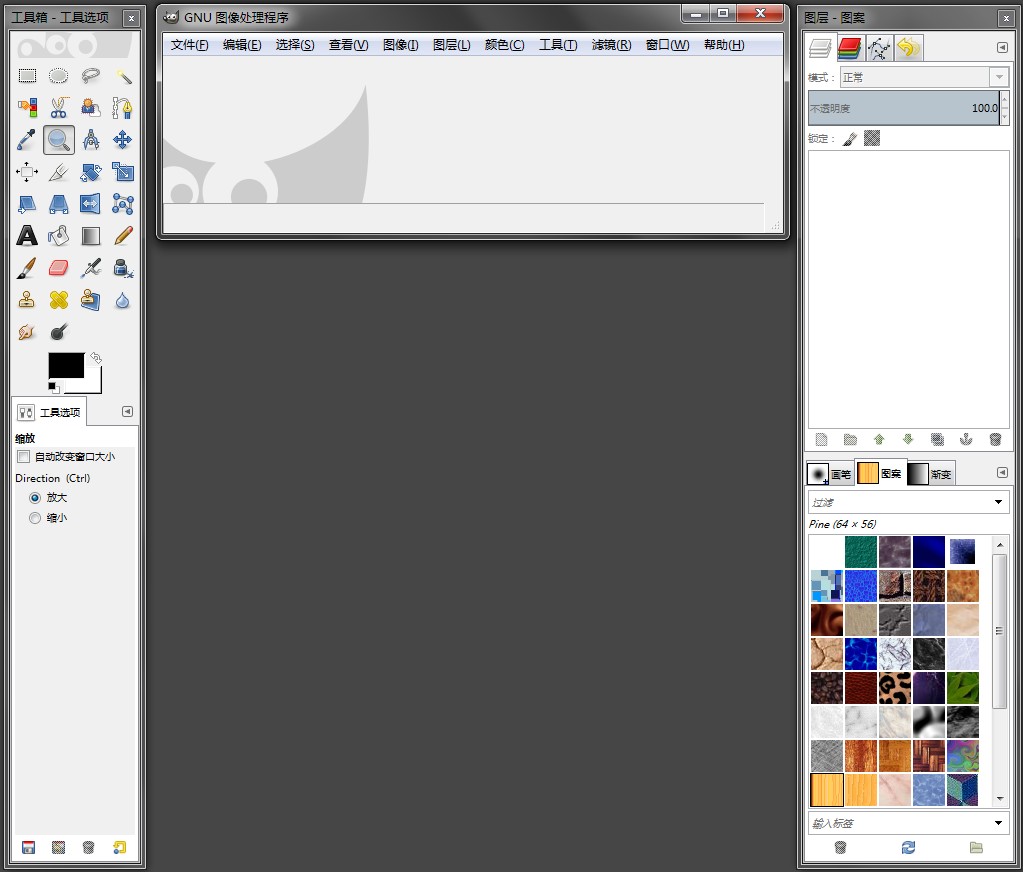 工具箱 - 工具选项
工具选项
缩放
自动改变窗口大小
Direction (Ctrl)
放大
缩小
GNU 图像处理程序
文件(F) 编辑(E) 选择(S) 查看(V) 图像(I) 图层(L) 颜色(C) 工具(T) 滤镜(R) 窗口(W) 帮助(H)
图层 - 图案
模式： 正常
不透明度 100.0
锁定：
画笔 图案 渐变
过滤
Pine (64 × 56)
输入标签